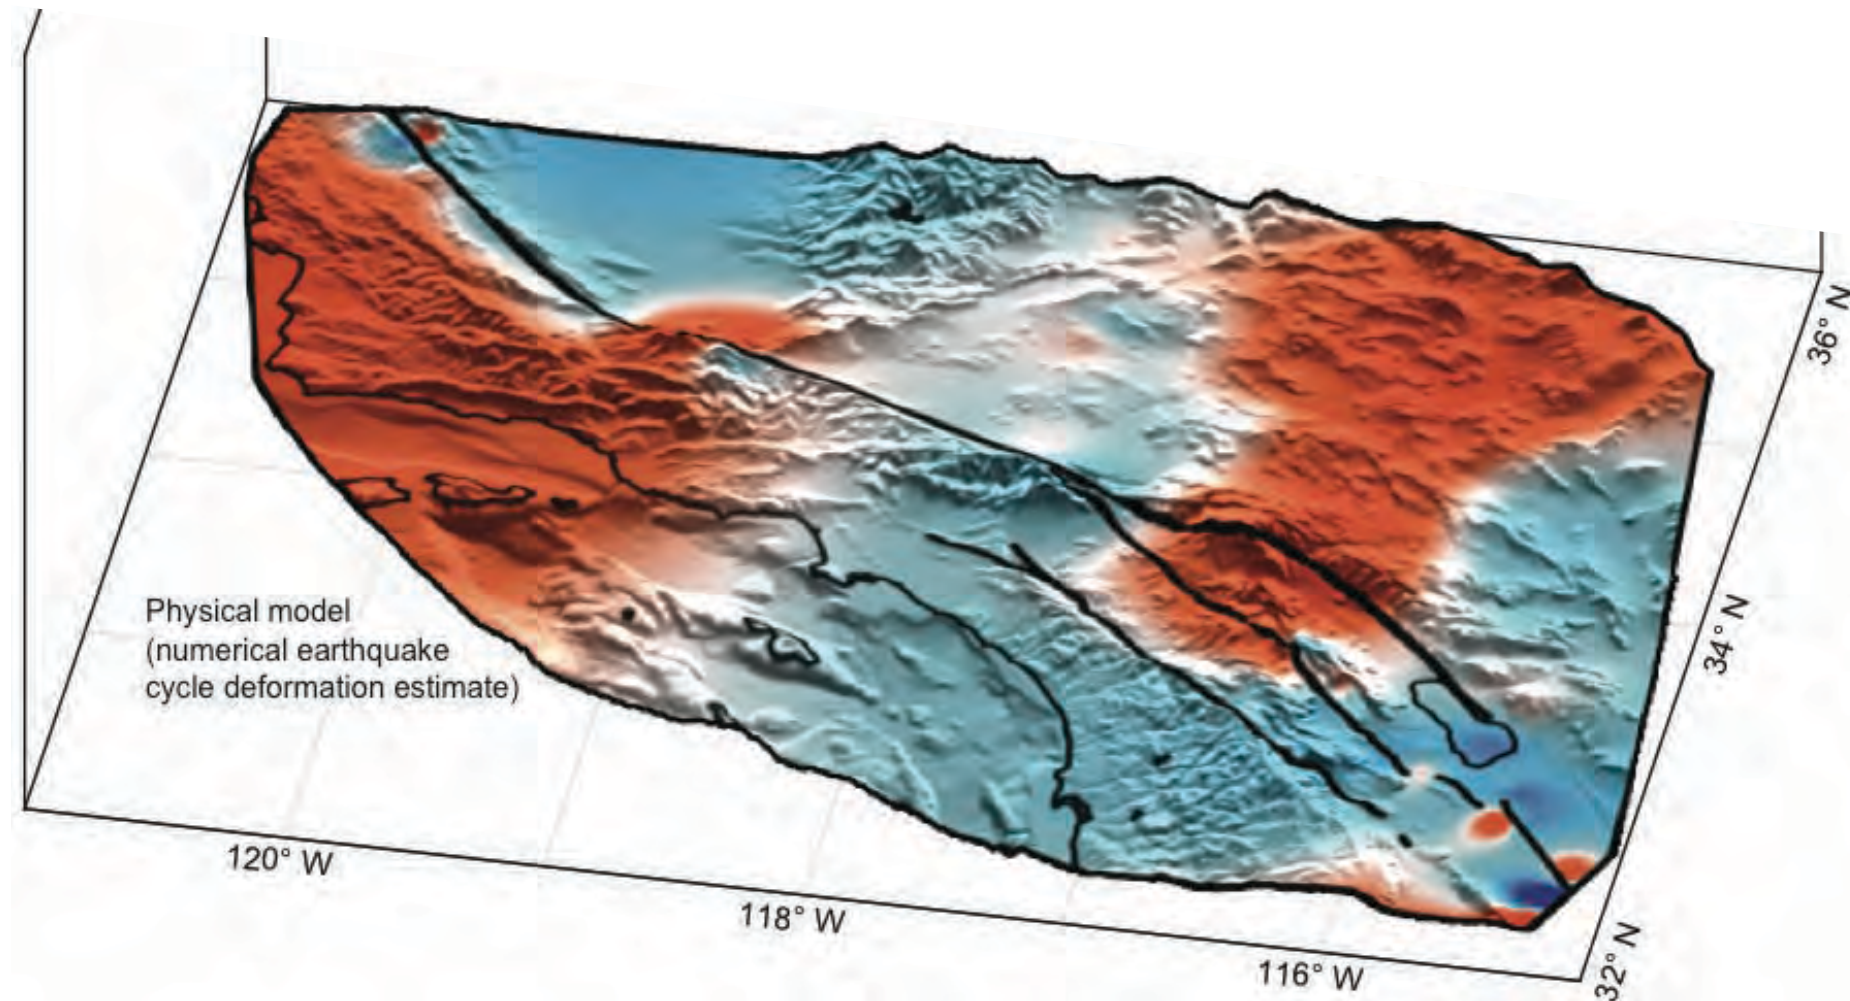 36° N
Physical model
(numerical earthquake
cycle deformation estimate)
34° N
120° W
118° W
116° W
32° N